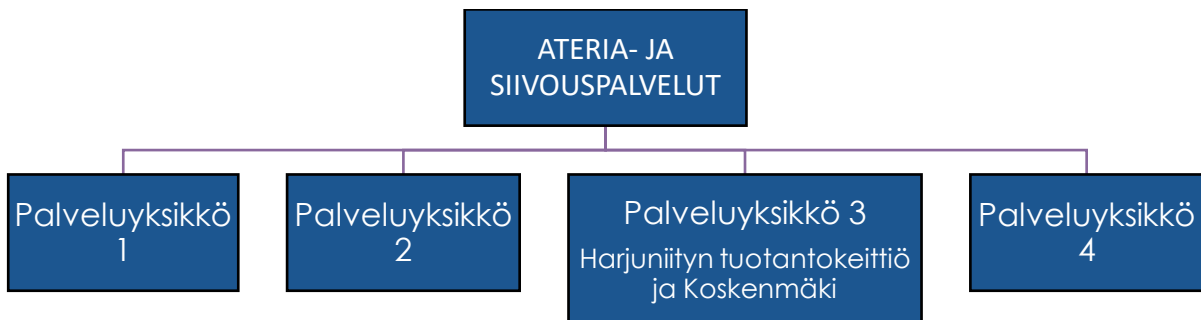 ATERIA- JA
SIIVOUSPALVELUT
Palveluyksikkö
1
Palveluyksikkö
2
Palveluyksikkö 3
Harjuniityn tuotantokeittiö
ja Koskenmäki
Palveluyksikkö
4